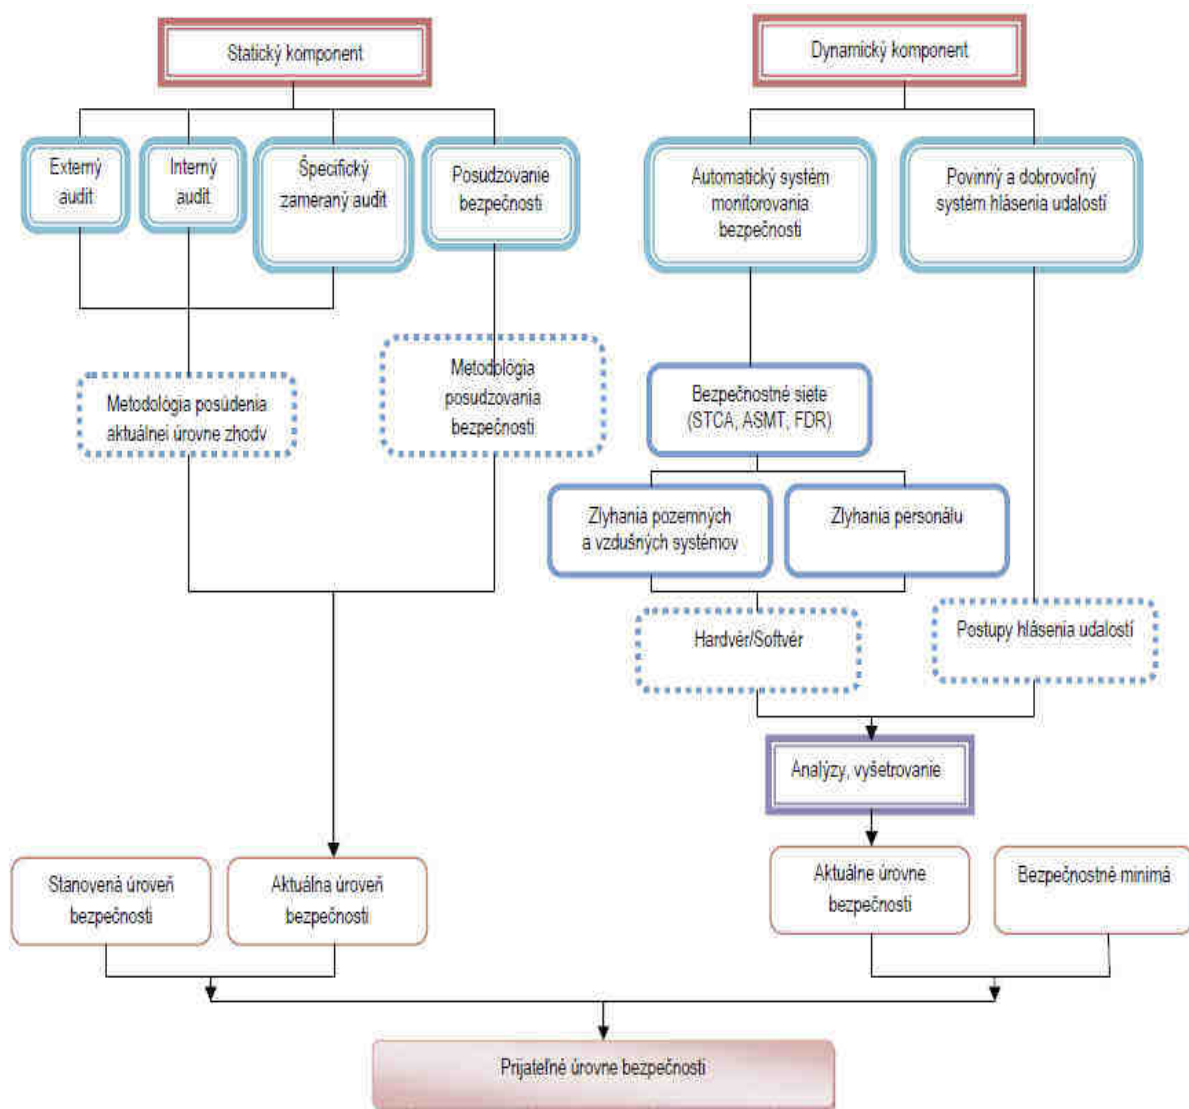 Statický komponent
Dynamický komponent
Externý
audit
Interný
audit
Špecifický
zameraný audit
Posudzovanie
bezpečnosti
Automatický systém
monitorovania
bezpečnosti
Povinný a dobrovoľný
systém hlásenia udalostí
Metodológia posúdenia
aktuálnei úrovne zhodv
Metodológia
posudzovania
bezpečnosti
Bezpečnostné siete
(STCA, ASMT, FDR)
Zlyhania pozemných
a vzdušných systémov
Zlyhania personálu
Hardvér/Softvér
Postupy hlásenia udalostí
Analýzy, vyšetrovanie
Stanovená úroveň
bezpečnosti
Aktuálna úroveň
bezpečnosti
Aktuálne úrovne
bezpečnosti
Bezpečnostné minimá
Prijateľné úrovne bezpečnosti